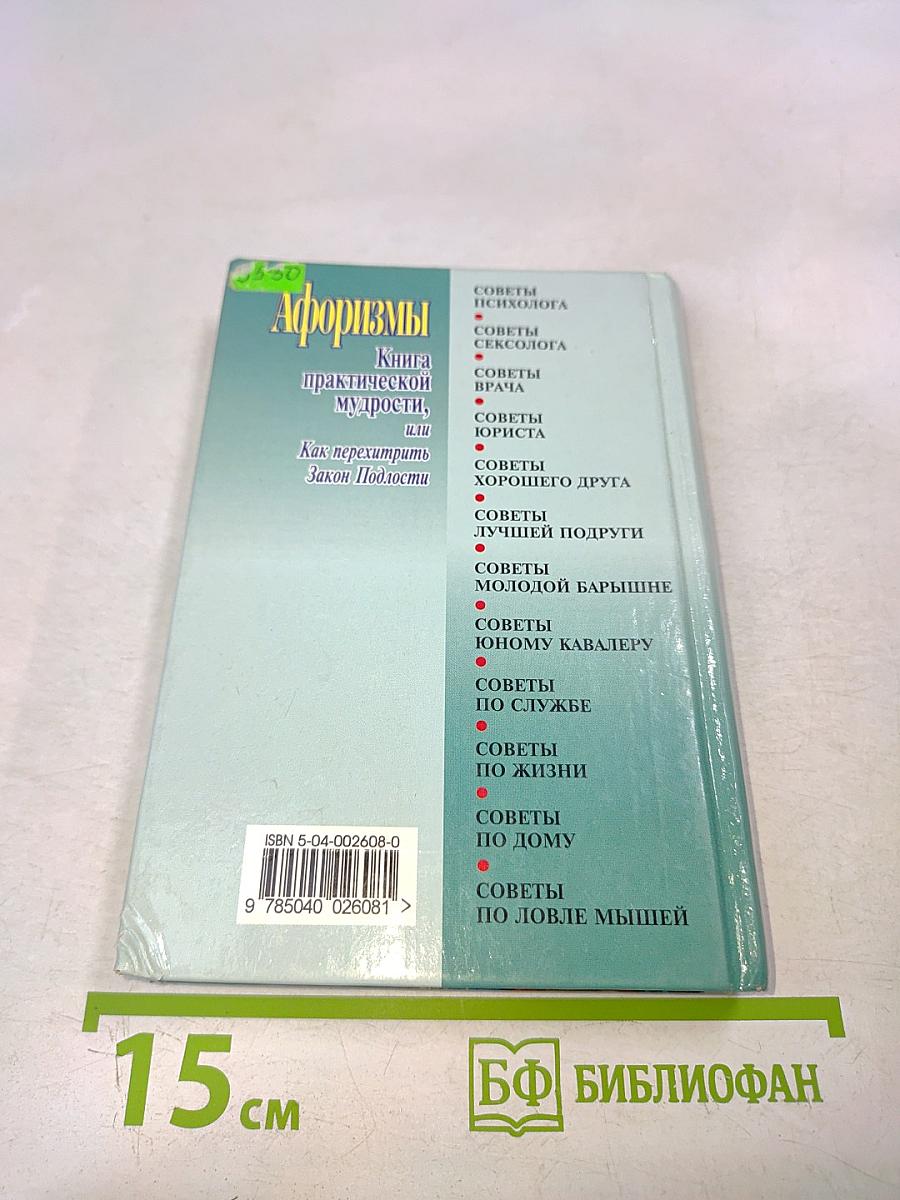 Афоризмы
Книга
практической
мудрости,
или
Как перехитрить
Закон Подлости
СОВЕТЫ
ПСИХОЛОГА
СОВЕТЫ
СЕКСОЛОГА
СОВЕТЫ
ВРАЧА
СОВЕТЫ
ЮРИСТА
СОВЕТЫ
ХОРОШЕГО ДРУГА
СОВЕТЫ
ЛУЧШЕЙ ПОДРУГИ
СОВЕТЫ
МОЛОДОЙ БАРЫШНЕ
СОВЕТЫ
ЮНОМУ КАВАЛЕРУ
СОВЕТЫ
ПО СЛУЖБЕ
СОВЕТЫ
ПО ЖИЗНИ
СОВЕТЫ
ПО ДОМУ
СОВЕТЫ
ПО ЛОВЛЕ МЫШЕЙ
ISBN 5-04-002608-0
9 785040 026081 >
15 см
БФ БИБЛИОФАН